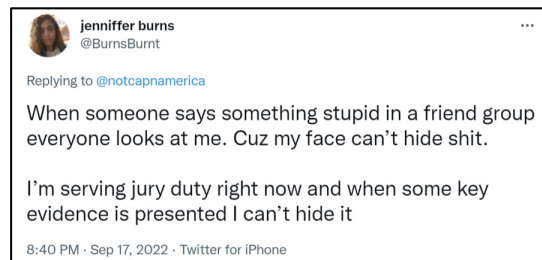 jenniffer burns
@BurnsBurnt
Replying to @notcapnamerica
When someone says something stupid in a friend group
everyone looks at me. Cuz my face can’t hide shit.
I’m serving jury duty right now and when some key
evidence is presented I can’t hide it
8:40 PM · Sep 17, 2022 · Twitter for iPhone